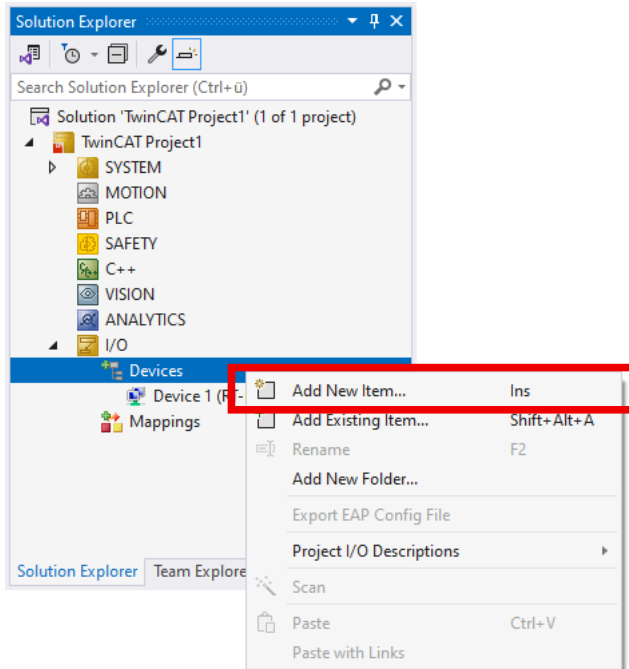 Solution Explorer
Search Solution Explorer (Ctrl+ü)
Solution 'TwinCAT Project1' (1 of 1 project)
TwinCAT Project1
SYSTEM
MOTION
PLC
SAFETY
C++
VISION
ANALYTICS
I/O
Devices
Device 1 (RT-
Mappings
Solution Explorer Team Explore
Add New Item... Ins
Add Existing Item... Shift+Alt+A
Rename F2
Add New Folder...
Export EAP Config File
Project I/O Descriptions
Scan
Paste Ctrl+V
Paste with Links